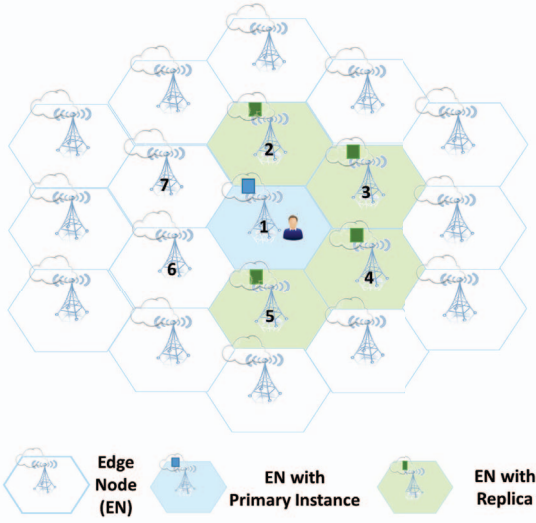 2
7
3
1
6
4
5
Edge
Node
(EN)
EN with
Primary Instance
EN with
Replica